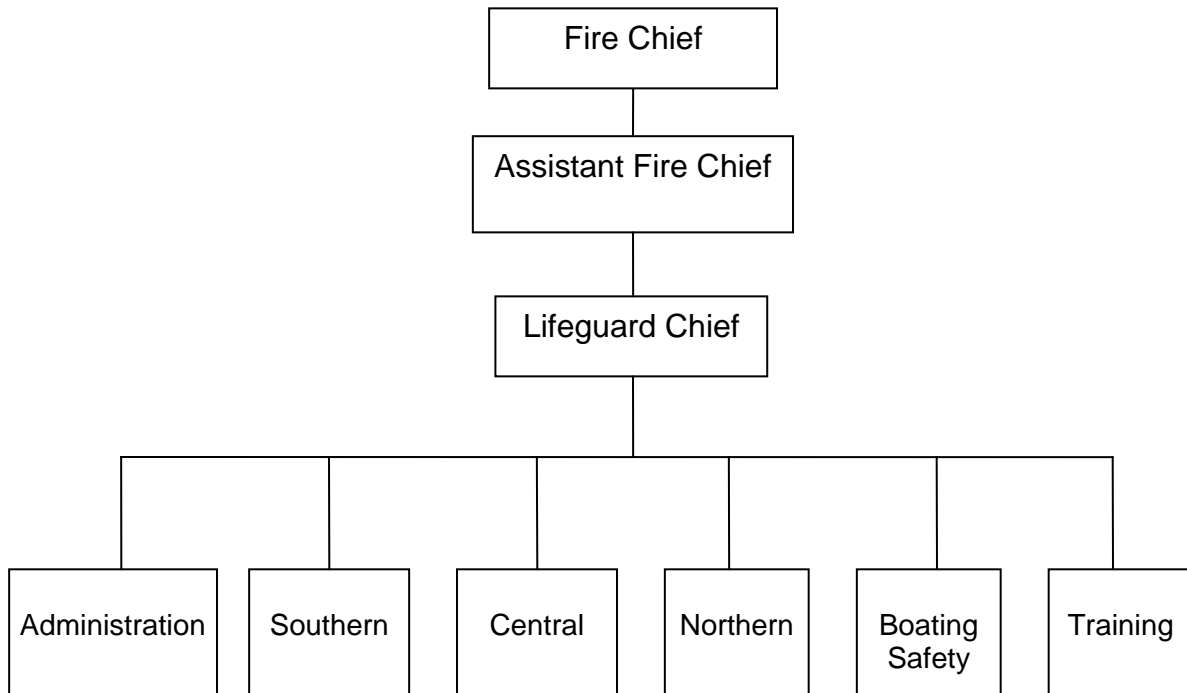 Fire Chief
Assistant Fire Chief
Lifeguard Chief
Administration
Southern
Central
Northern
Boating
Safety
Training